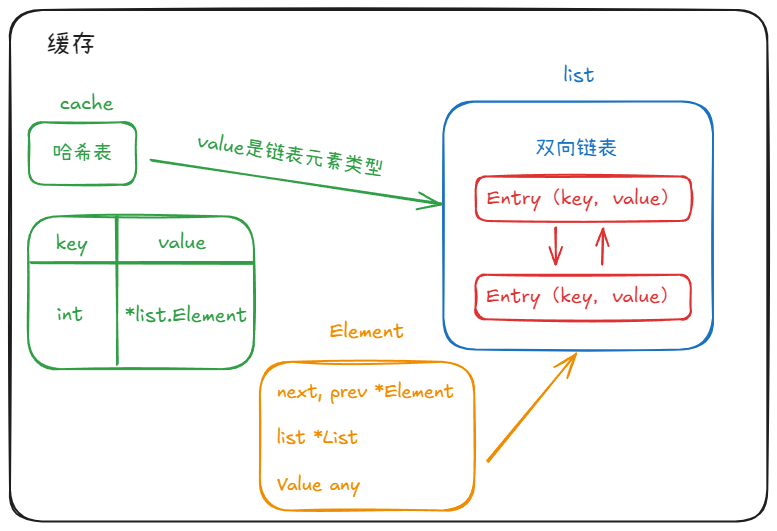 缓存
list
cache
哈希表
value是链表元素类型
双向链表
Entry (key, value)
Entry (key, value)
key value
int *list.Element
Element
next, prev *Element
list *List
Value any